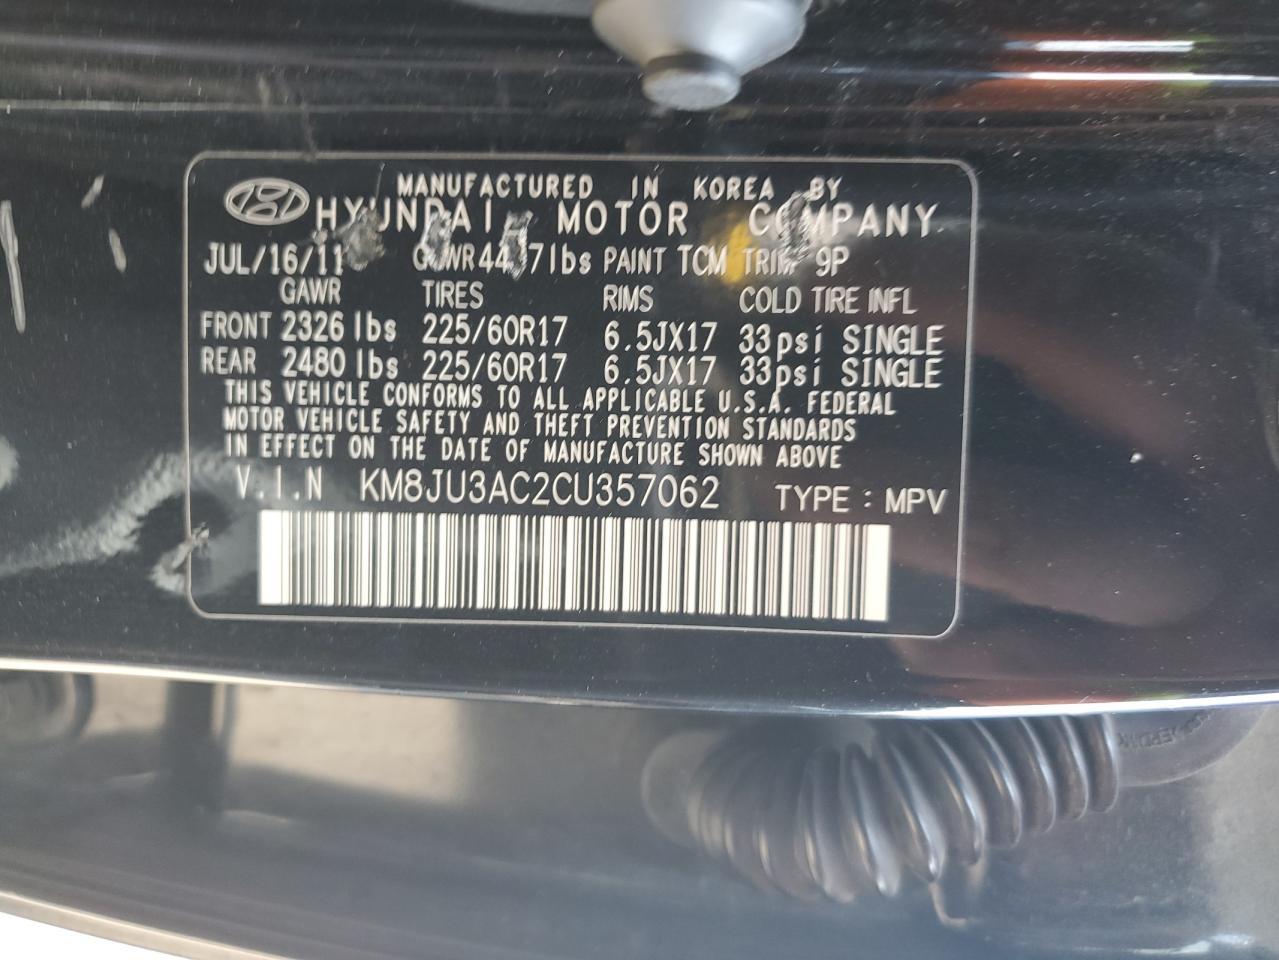 MANUFACTURED IN KOREA BY
HYUNDAI MOTOR COMPANY.
JUL/16/11 GVWR lbs PAINT TCM TRIM 9P
GAWR TIRES RIMS COLD TIRE INFL
FRONT 2326 lbs 225/60R17 6.5JX17 33psi SINGLE
REAR 2480 lbs 225/60R17 6.5JX17 33psi SINGLE
THIS VEHICLE CONFORMS TO ALL APPLICABLE U.S.A. FEDERAL
MOTOR VEHICLE SAFETY AND THEFT PREVENTION STANDARDS
IN EFFECT ON THE DATE OF MANUFACTURE SHOWN ABOVE
V.I.N KM8JU3AC2CU357062 TYPE : MPV